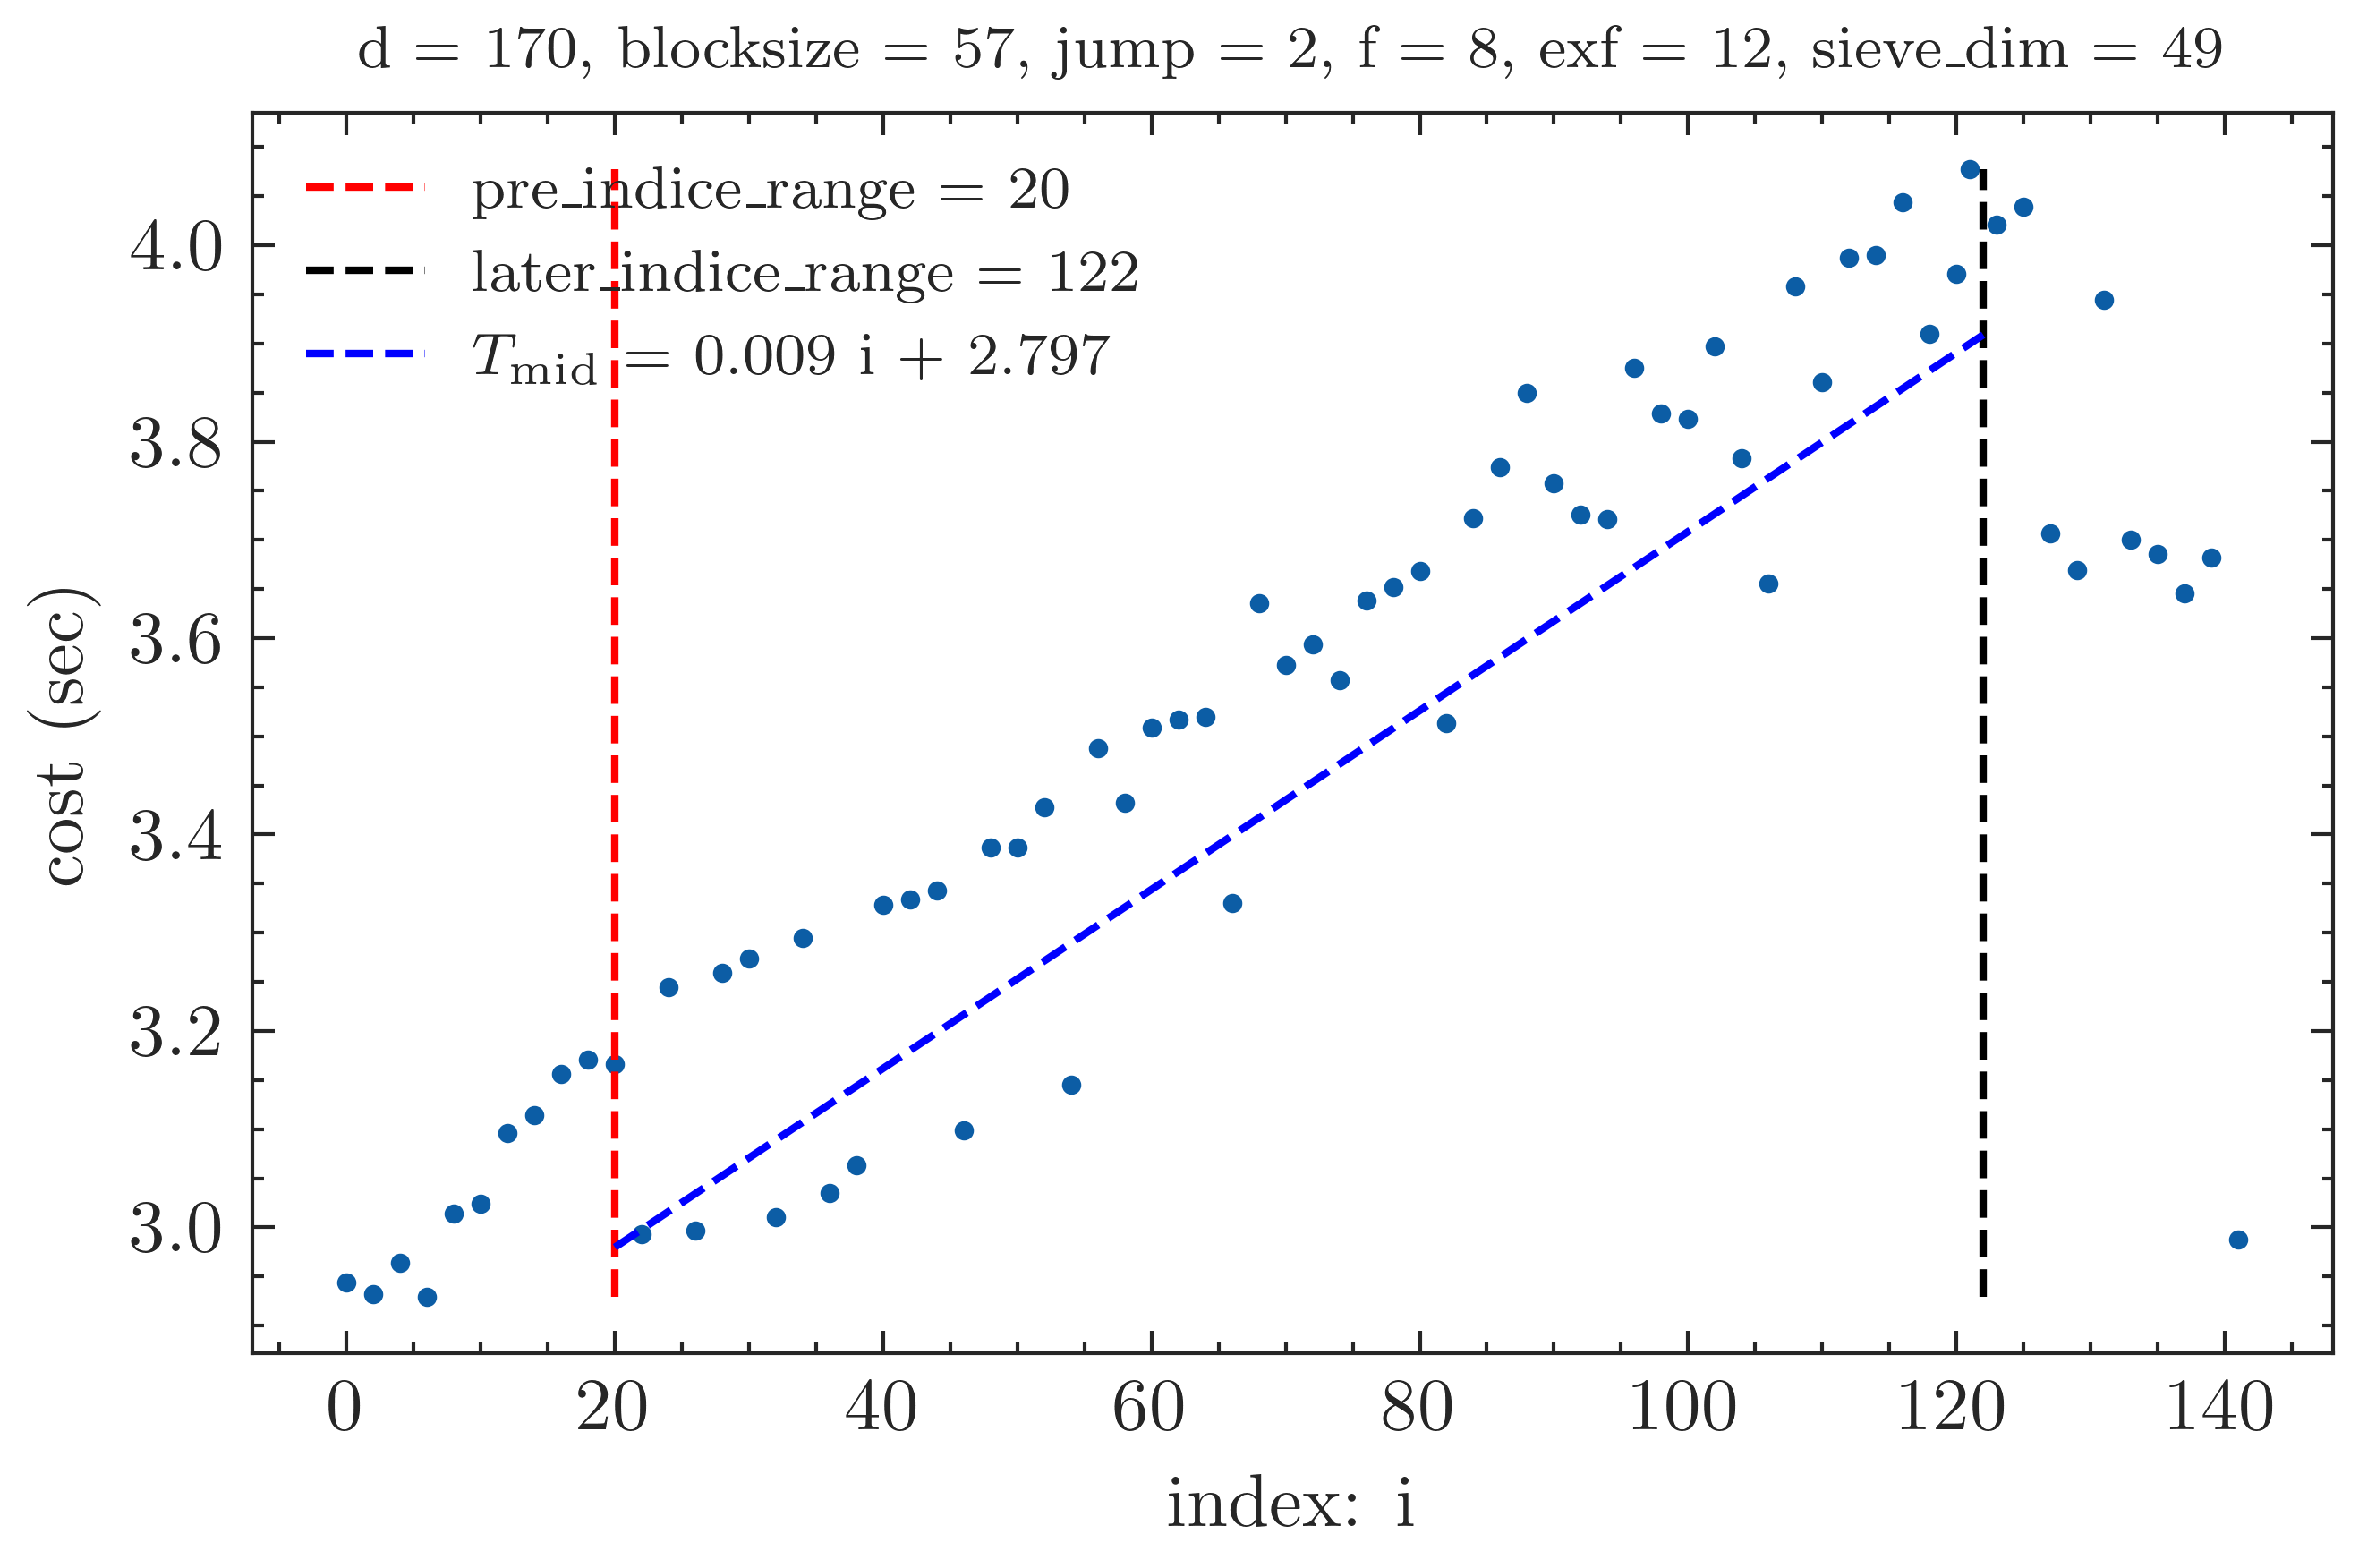 d = 170, blocksize = 57, jump = 2, f = 8, exf = 12, sieve_dim = 49
pre_indice_range = 20
later_indice_range = 122
T_mid = 0.009 i + 2.797
4.0
3.8
3.6
3.4
3.2
3.0
cost (sec)
0 20 40 60 80 100 120 140
index: i